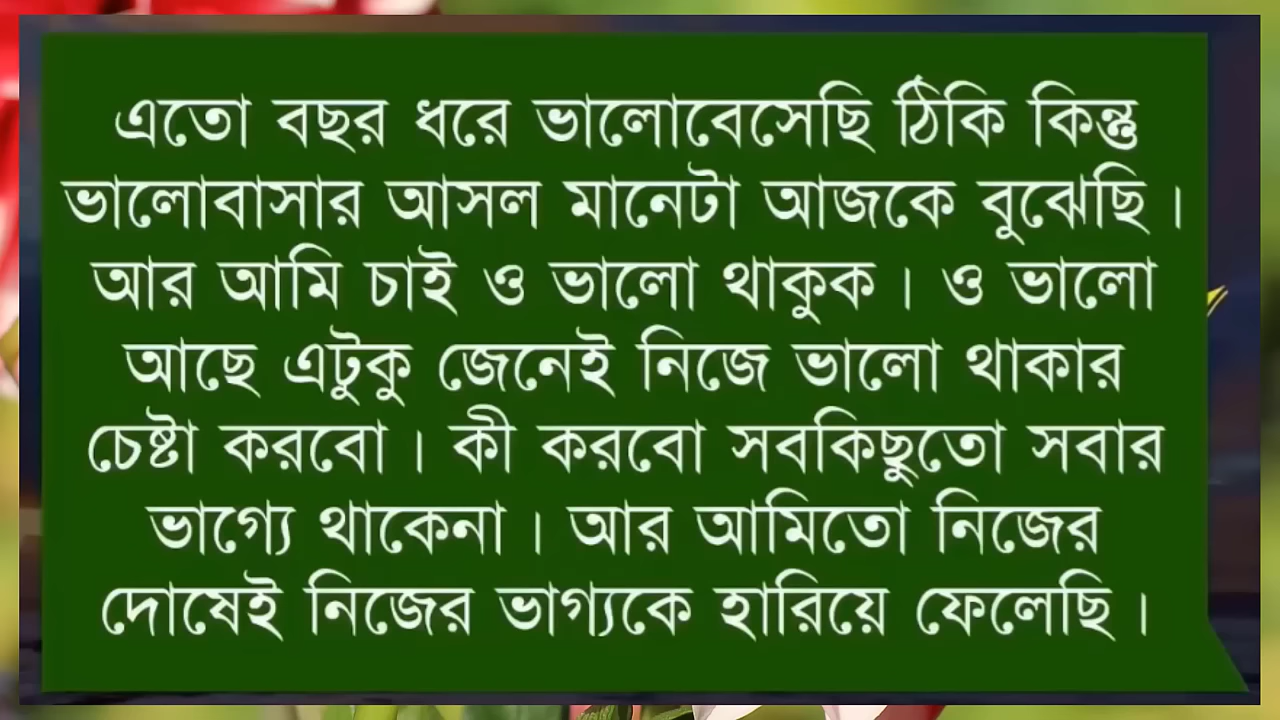 এতো বছর ধরে ভালোবেসেছি ঠিকি কিন্তু
ভালোবাসার আসল মানেটা আজকে বুঝেছি।
আর আমি চাই ও ভালো থাকুক। ও ভালো
আছে এটুকু জেনেই নিজে ভালো থাকার
চেষ্টা করবো। কী করবো সবকিছুতো সবার
ভাগ্যে থাকেনা। আর আমিতো নিজের
দোষেই নিজের ভাগ্যকে হারিয়ে ফেলেছি।